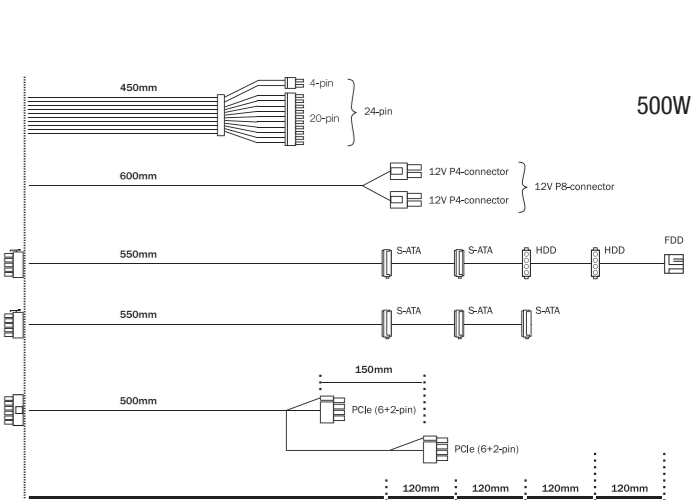 450mm
4-pin
20-pin
24-pin
500W
600mm
12V P4-connector
12V P4-connector
12V P8-connector
550mm
S-ATA
S-ATA
HDD
HDD
FDD
550mm
S-ATA
S-ATA
S-ATA
150mm
500mm
PCIe (6+2-pin)
PCIe (6+2-pin)
120mm
120mm
120mm
120mm